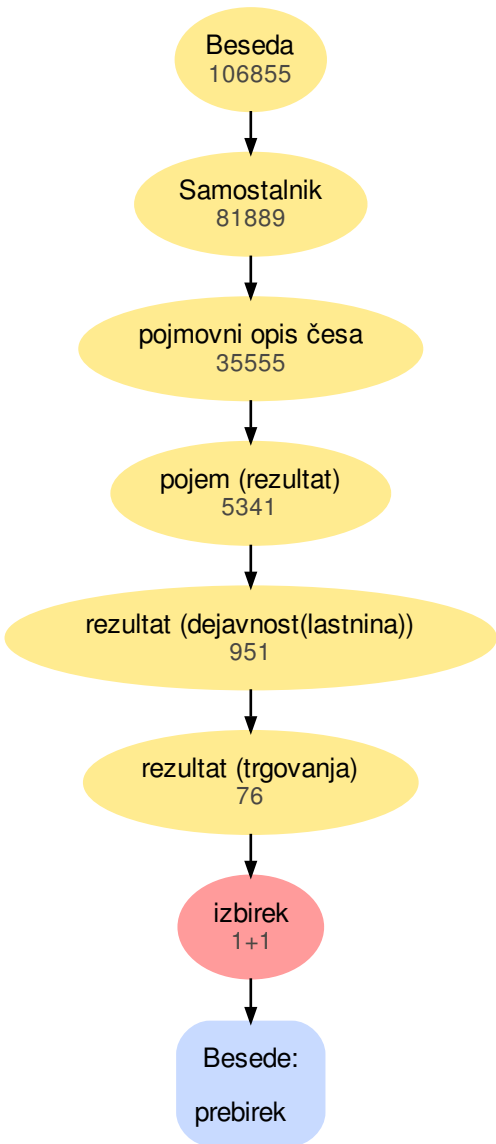 Beseda
106855
Samostalnik
81889
pojmovni opis česa
35555
pojem (rezultat)
5341
rezultat (dejavnost(lastnina))
951
rezultat (trgovanja)
76
izbirek
1+1
Besede:
prebirek